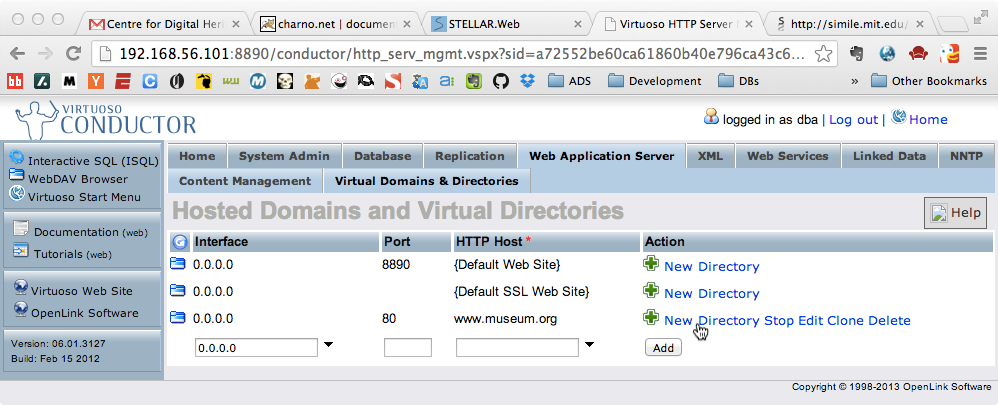 Centre for Digital Heri
charno.net | documen
STELLAR.Web
Virtuoso HTTP Server
http://simile.mit.edu/
192.168.56.101:8890/conductor/http_serv_mgmt.vspx?sid=a72552be60ca61860b40e796ca43c6...
ADS
Development
DBs
»
Other Bookmarks
VIRTUOSO
CONDUCTOR
logged in as dba | Log out | Home
Interactive SQL (ISQL)
WebDAV Browser
Virtuoso Start Menu
Documentation (web)
Tutorials (web)
Virtuoso Web Site
OpenLink Software
Version: 06.01.3127
Build: Feb 15 2012
Home System Admin Database Replication Web Application Server XML Web Services Linked Data NNTP
Content Management Virtual Domains & Directories
Hosted Domains and Virtual Directories
Help
Interface Port HTTP Host * Action
0.0.0.0 8890 {Default Web Site} New Directory
0.0.0.0 {Default SSL Web Site} New Directory
0.0.0.0 80 www.museum.org New Directory Stop Edit Clone Delete
0.0.0.0 Add
Copyright © 1998-2013 OpenLink Software